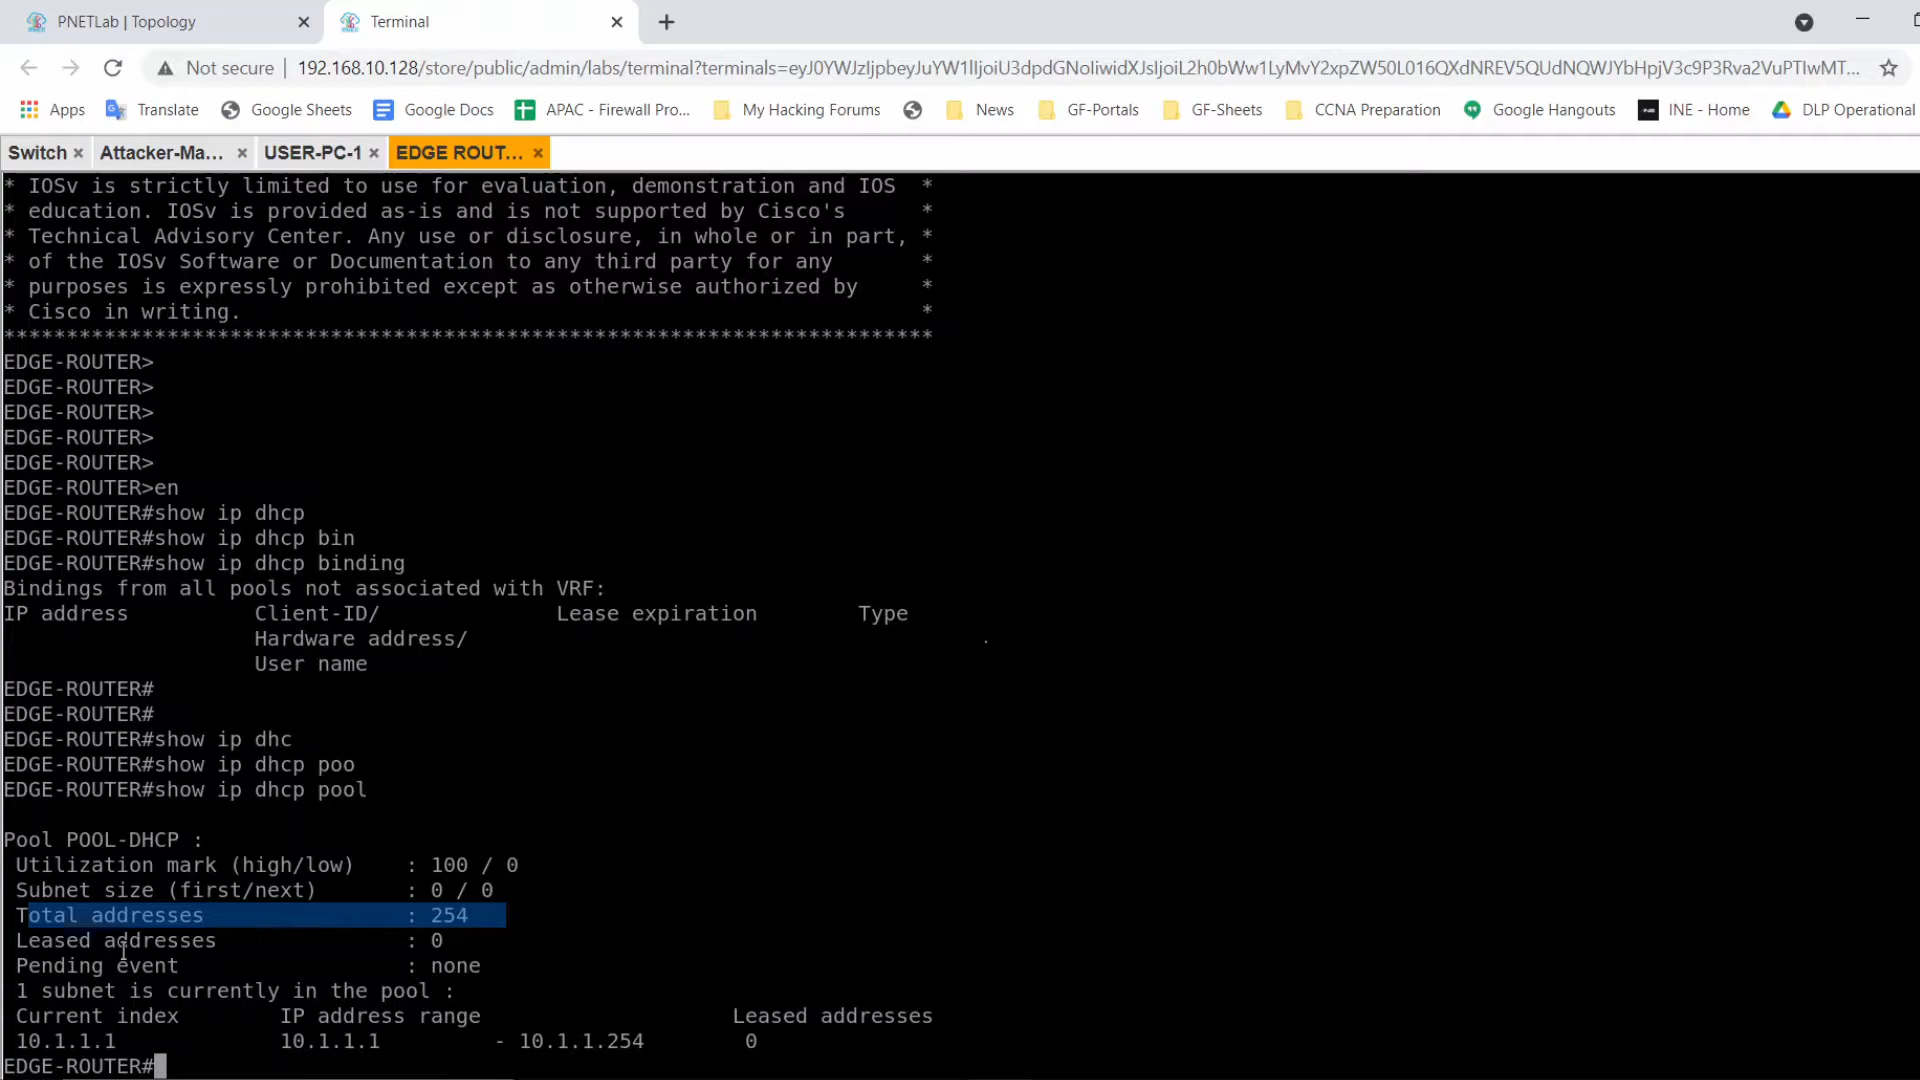 PNETLab | Topology
Terminal
Not secure
192.168.10.128/store/public/admin/labs/terminal?terminals=
Apps
Translate
Google Sheets
Google Docs
APAC - Firewall Pro...
My Hacking Forums
News
GF-Portals
GF-Sheets
CCNA Preparation
Google Hangouts
INE - Home
DLP Operational
Switch ×
Attacker-Ma... ×
USER-PC-1 ×
EDGE ROUT... ×
* IOSv is strictly limited to use for evaluation, demonstration and IOS *
* education. IOSv is provided as-is and is not supported by Cisco's *
* Technical Advisory Center. Any use or disclosure, in whole or in part, *
* of the IOSv Software or Documentation to any third party for any *
* purposes is expressly prohibited except as otherwise authorized by *
* Cisco in writing. *
**************************************************************************
EDGE-ROUTER>
EDGE-ROUTER>
EDGE-ROUTER>
EDGE-ROUTER>
EDGE-ROUTER>
EDGE-ROUTER>en
EDGE-ROUTER#show ip dhcp
EDGE-ROUTER#show ip dhcp bin
EDGE-ROUTER#show ip dhcp binding
Bindings from all pools not associated with VRF:
IP address Client-ID/ Lease expiration Type
Hardware address/
User name
EDGE-ROUTER#
EDGE-ROUTER#
EDGE-ROUTER#show ip dhc
EDGE-ROUTER#show ip dhcp poo
EDGE-ROUTER#show ip dhcp pool
Pool POOL-DHCP :
Utilization mark (high/low) : 100 / 0
Subnet size (first/next) : 0 / 0
Total addresses : 254
Leased addresses : 0
Pending event : none
1 subnet is currently in the pool :
Current index IP address range Leased addresses
10.1.1.1 10.1.1.1 - 10.1.1.254 0
EDGE-ROUTER#